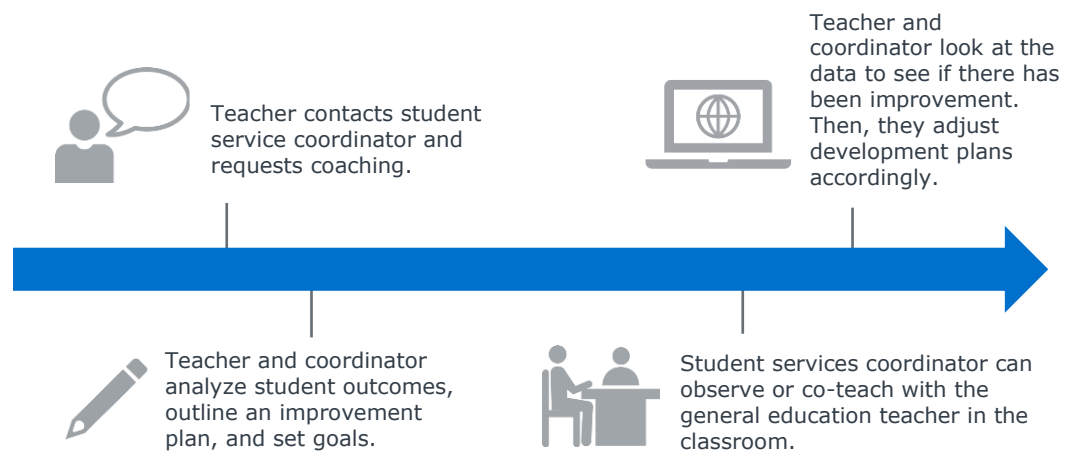 Teacher contacts student
service coordinator and
requests coaching.
Teacher and coordinator
analyze student outcomes,
outline an improvement
plan, and set goals.
Student services coordinator can
observe or co-teach with the
general education teacher in the
classroom.
Teacher and
coordinator look at the
data to see if there has
been improvement.
Then, they adjust
development plans
accordingly.